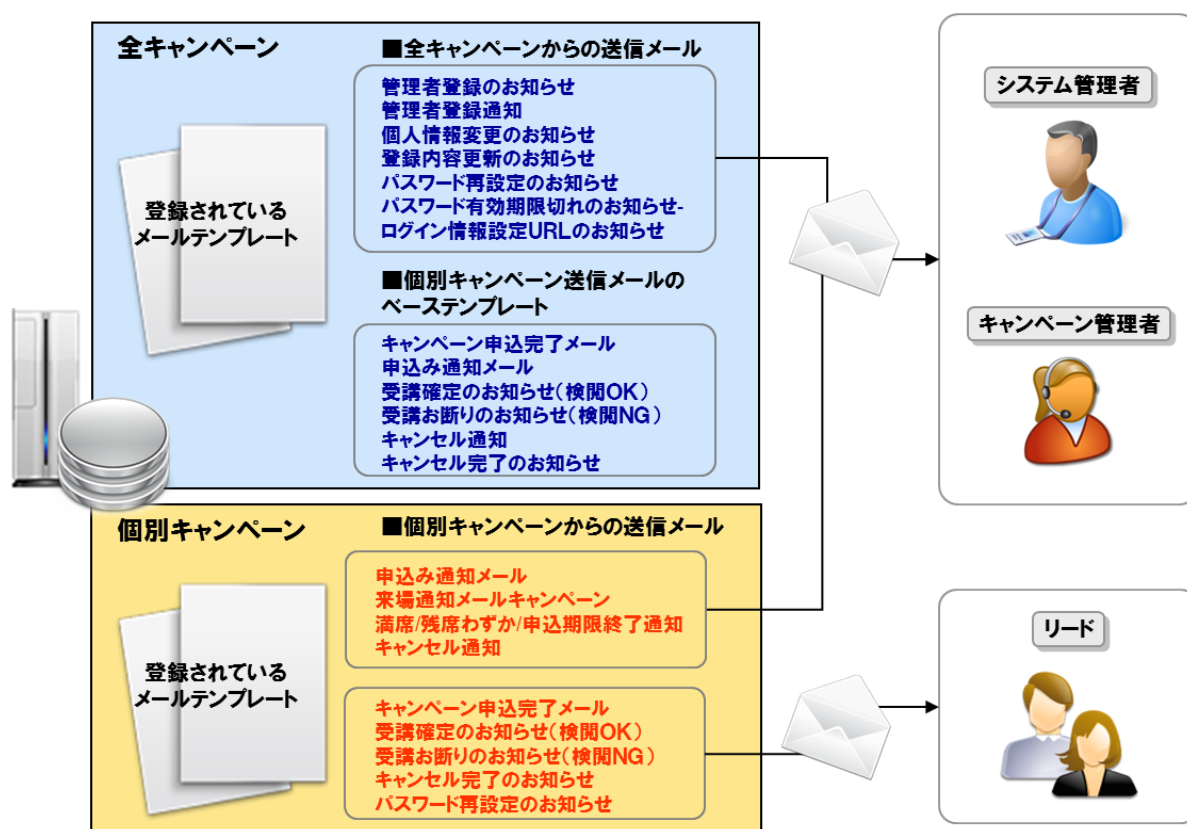 全キャンペーン
■全キャンペーンからの送信メール
管理者登録のお知らせ
管理者登録通知
個人情報変更のお知らせ
登録内容更新のお知らせ
パスワード再設定のお知らせ
パスワード有効期限切れのお知らせ-
ログイン情報設定URLのお知らせ
登録されている
メールテンプレート
■個別キャンペーン送信メールの
ベーステンプレート
キャンペーン申込完了メール
申込み通知メール
受講確定のお知らせ（検閲OK）
受講お断りのお知らせ（検閲NG）
キャンセル通知
キャンセル完了のお知らせ
個別キャンペーン
■個別キャンペーンからの送信メール
申込み通知メール
来場通知メールキャンペーン
満席/残席わずか/申込期限終了通知
キャンセル通知
登録されている
メールテンプレート
キャンペーン申込完了メール
受講確定のお知らせ（検閲OK）
受講お断りのお知らせ（検閲NG）
キャンセル完了のお知らせ
パスワード再設定のお知らせ
システム管理者
キャンペーン管理者
リード